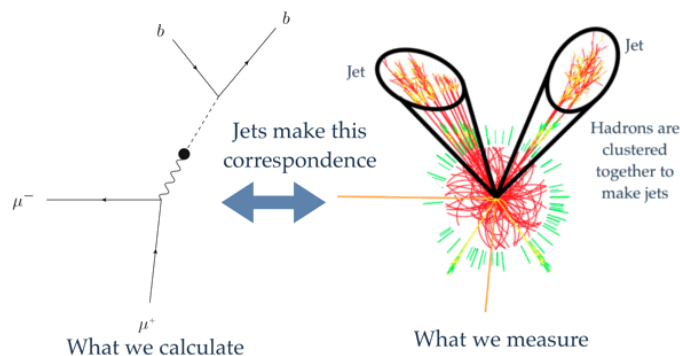 b
b
μ−
μ+
What we calculate
Jets make this
correspondence
Jet
Jet
Hadrons are
clustered
together to
make jets
What we measure